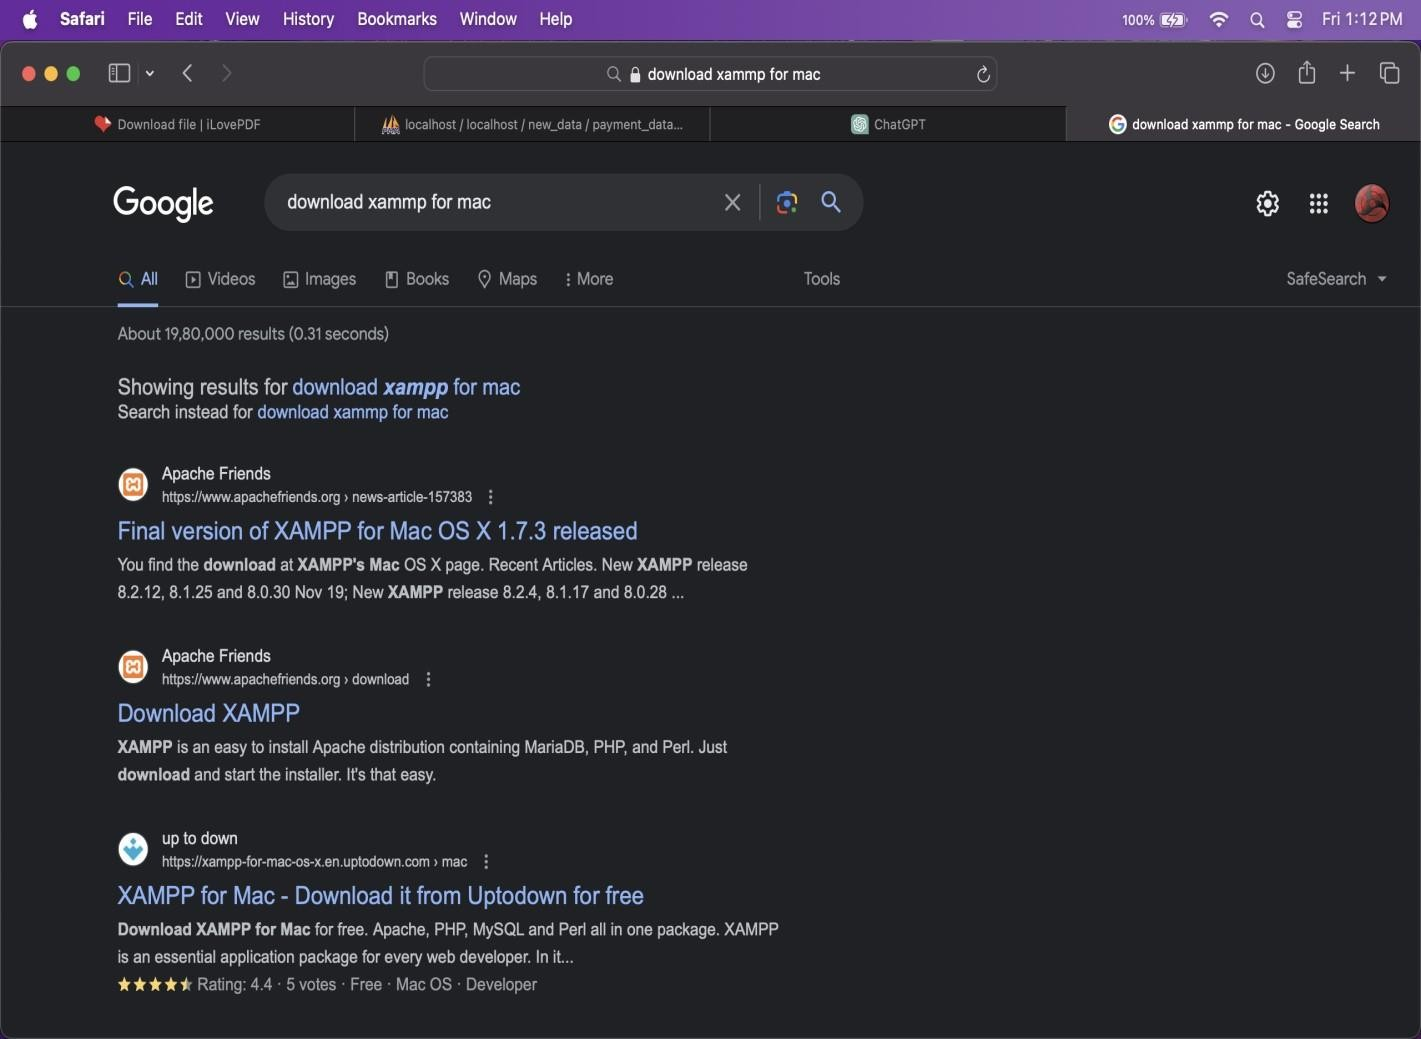 Safari File Edit View History Bookmarks Window Help 100% Fri 1:12 PM
download xammp for mac
Download file | iLovePDF
localhost / localhost / new_data / payment_data...
ChatGPT
download xammp for mac - Google Search
Google download xammp for mac
All Videos Images Books Maps More Tools SafeSearch
About 19,80,000 results (0.31 seconds)
Showing results for download xampp for mac
Search instead for download xammp for mac
Apache Friends
https://www.apachefriends.org › news-article-157383
Final version of XAMPP for Mac OS X 1.7.3 released
You find the download at XAMPP's Mac OS X page. Recent Articles. New XAMPP release
8.2.12, 8.1.25 and 8.0.30 Nov 19; New XAMPP release 8.2.4, 8.1.17 and 8.0.28 ...
Apache Friends
https://www.apachefriends.org › download
Download XAMPP
XAMPP is an easy to install Apache distribution containing MariaDB, PHP, and Perl. Just
download and start the installer. It's that easy.
up to down
https://xampp-for-mac-os-x.en.uptodown.com › mac
XAMPP for Mac - Download it from Uptodown for free
Download XAMPP for Mac for free. Apache, PHP, MySQL and Perl all in one package. XAMPP
is an essential application package for every web developer. In it...
Rating: 4.4 · 5 votes · Free · Mac OS · Developer